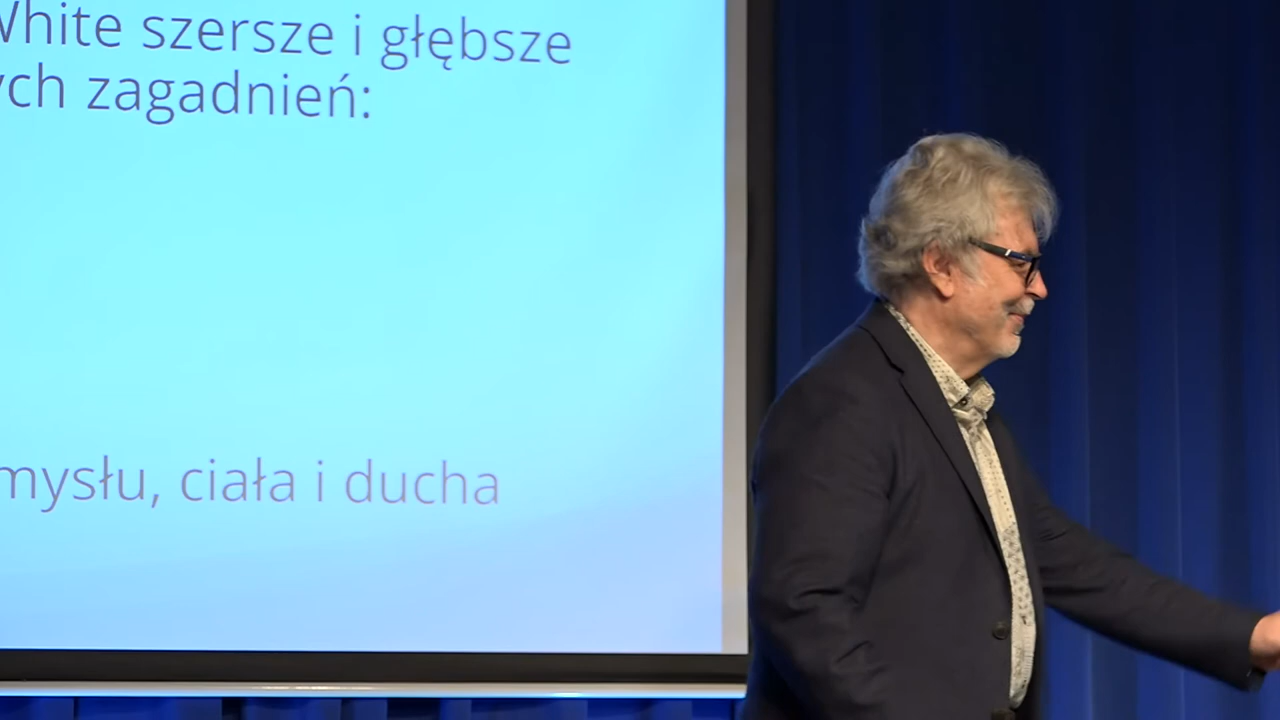 White szersze i głębsze
ych zagadnień:
mysłu, ciała i ducha